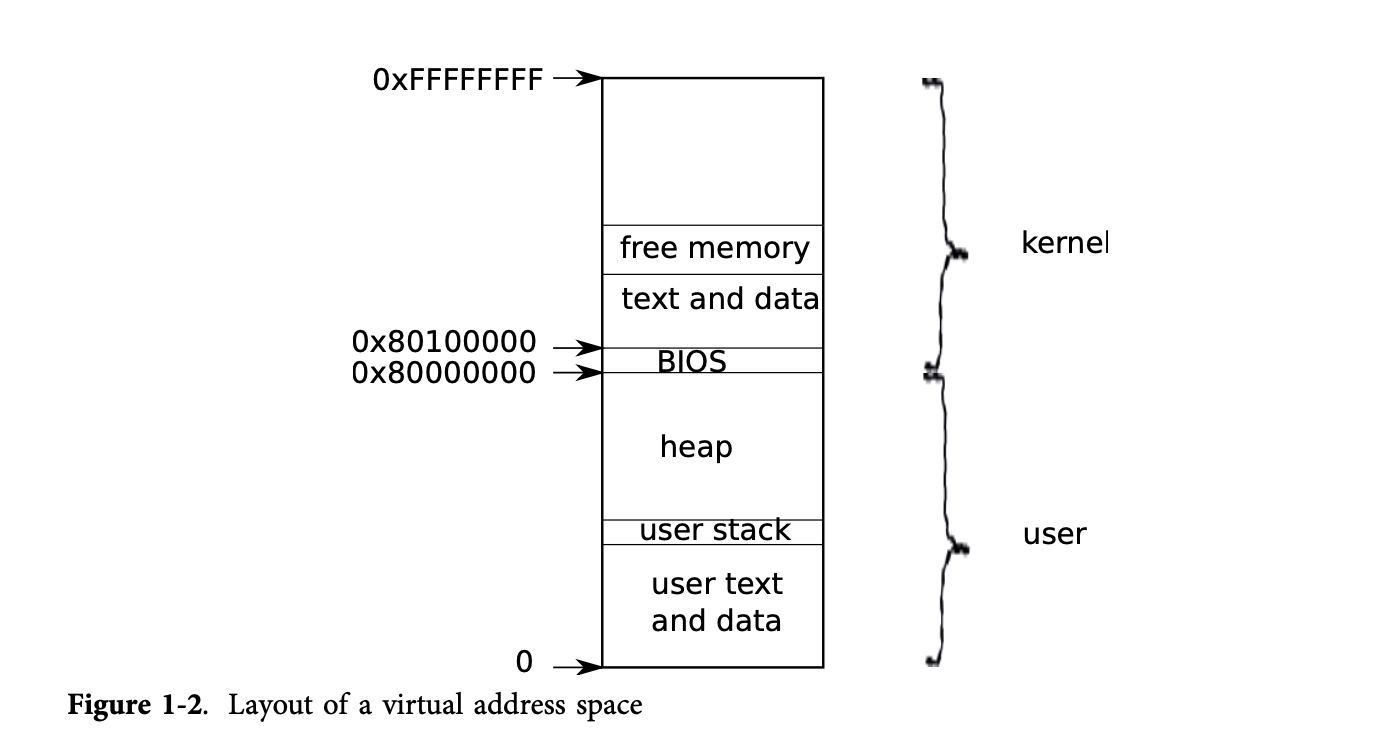 0xFFFFFFFF
free memory
text and data
kernel
0x80100000
BIOS
0x80000000
heap
user stack
user
user text
and data
0
Figure 1-2. Layout of a virtual address space